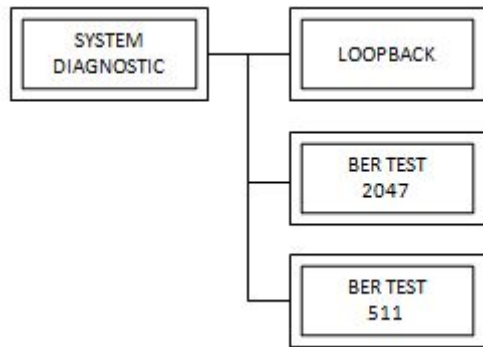 SYSTEM
DIAGNOSTIC
LOOPBACK
BER TEST
2047
BER TEST
511